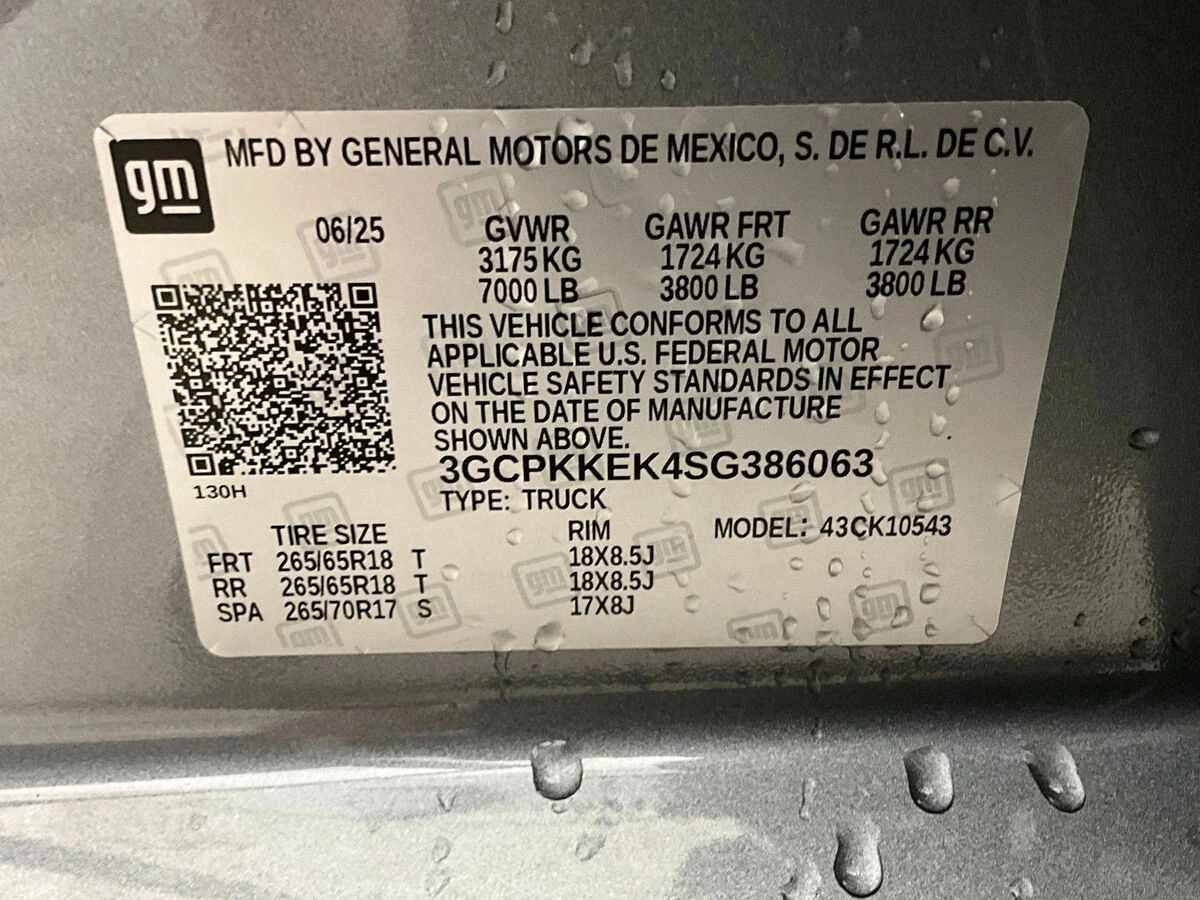 gm MFD BY GENERAL MOTORS DE MEXICO, S. DE R.L. DE C.V.
06/25 GVWR GAWR FRT GAWR RR
3175 KG 1724 KG 1724 KG
7000 LB 3800 LB 3800 LB
THIS VEHICLE CONFORMS TO ALL
APPLICABLE U.S. FEDERAL MOTOR
VEHICLE SAFETY STANDARDS IN EFFECT
ON THE DATE OF MANUFACTURE
SHOWN ABOVE.
3GCPKKEK4SG386063
130H
TYPE: TRUCK
TIRE SIZE RIM MODEL: 43CK10543
FRT 265/65R18 T 18X8.5J
RR 265/65R18 T 18X8.5J
SPA 265/70R17 S 17X8J